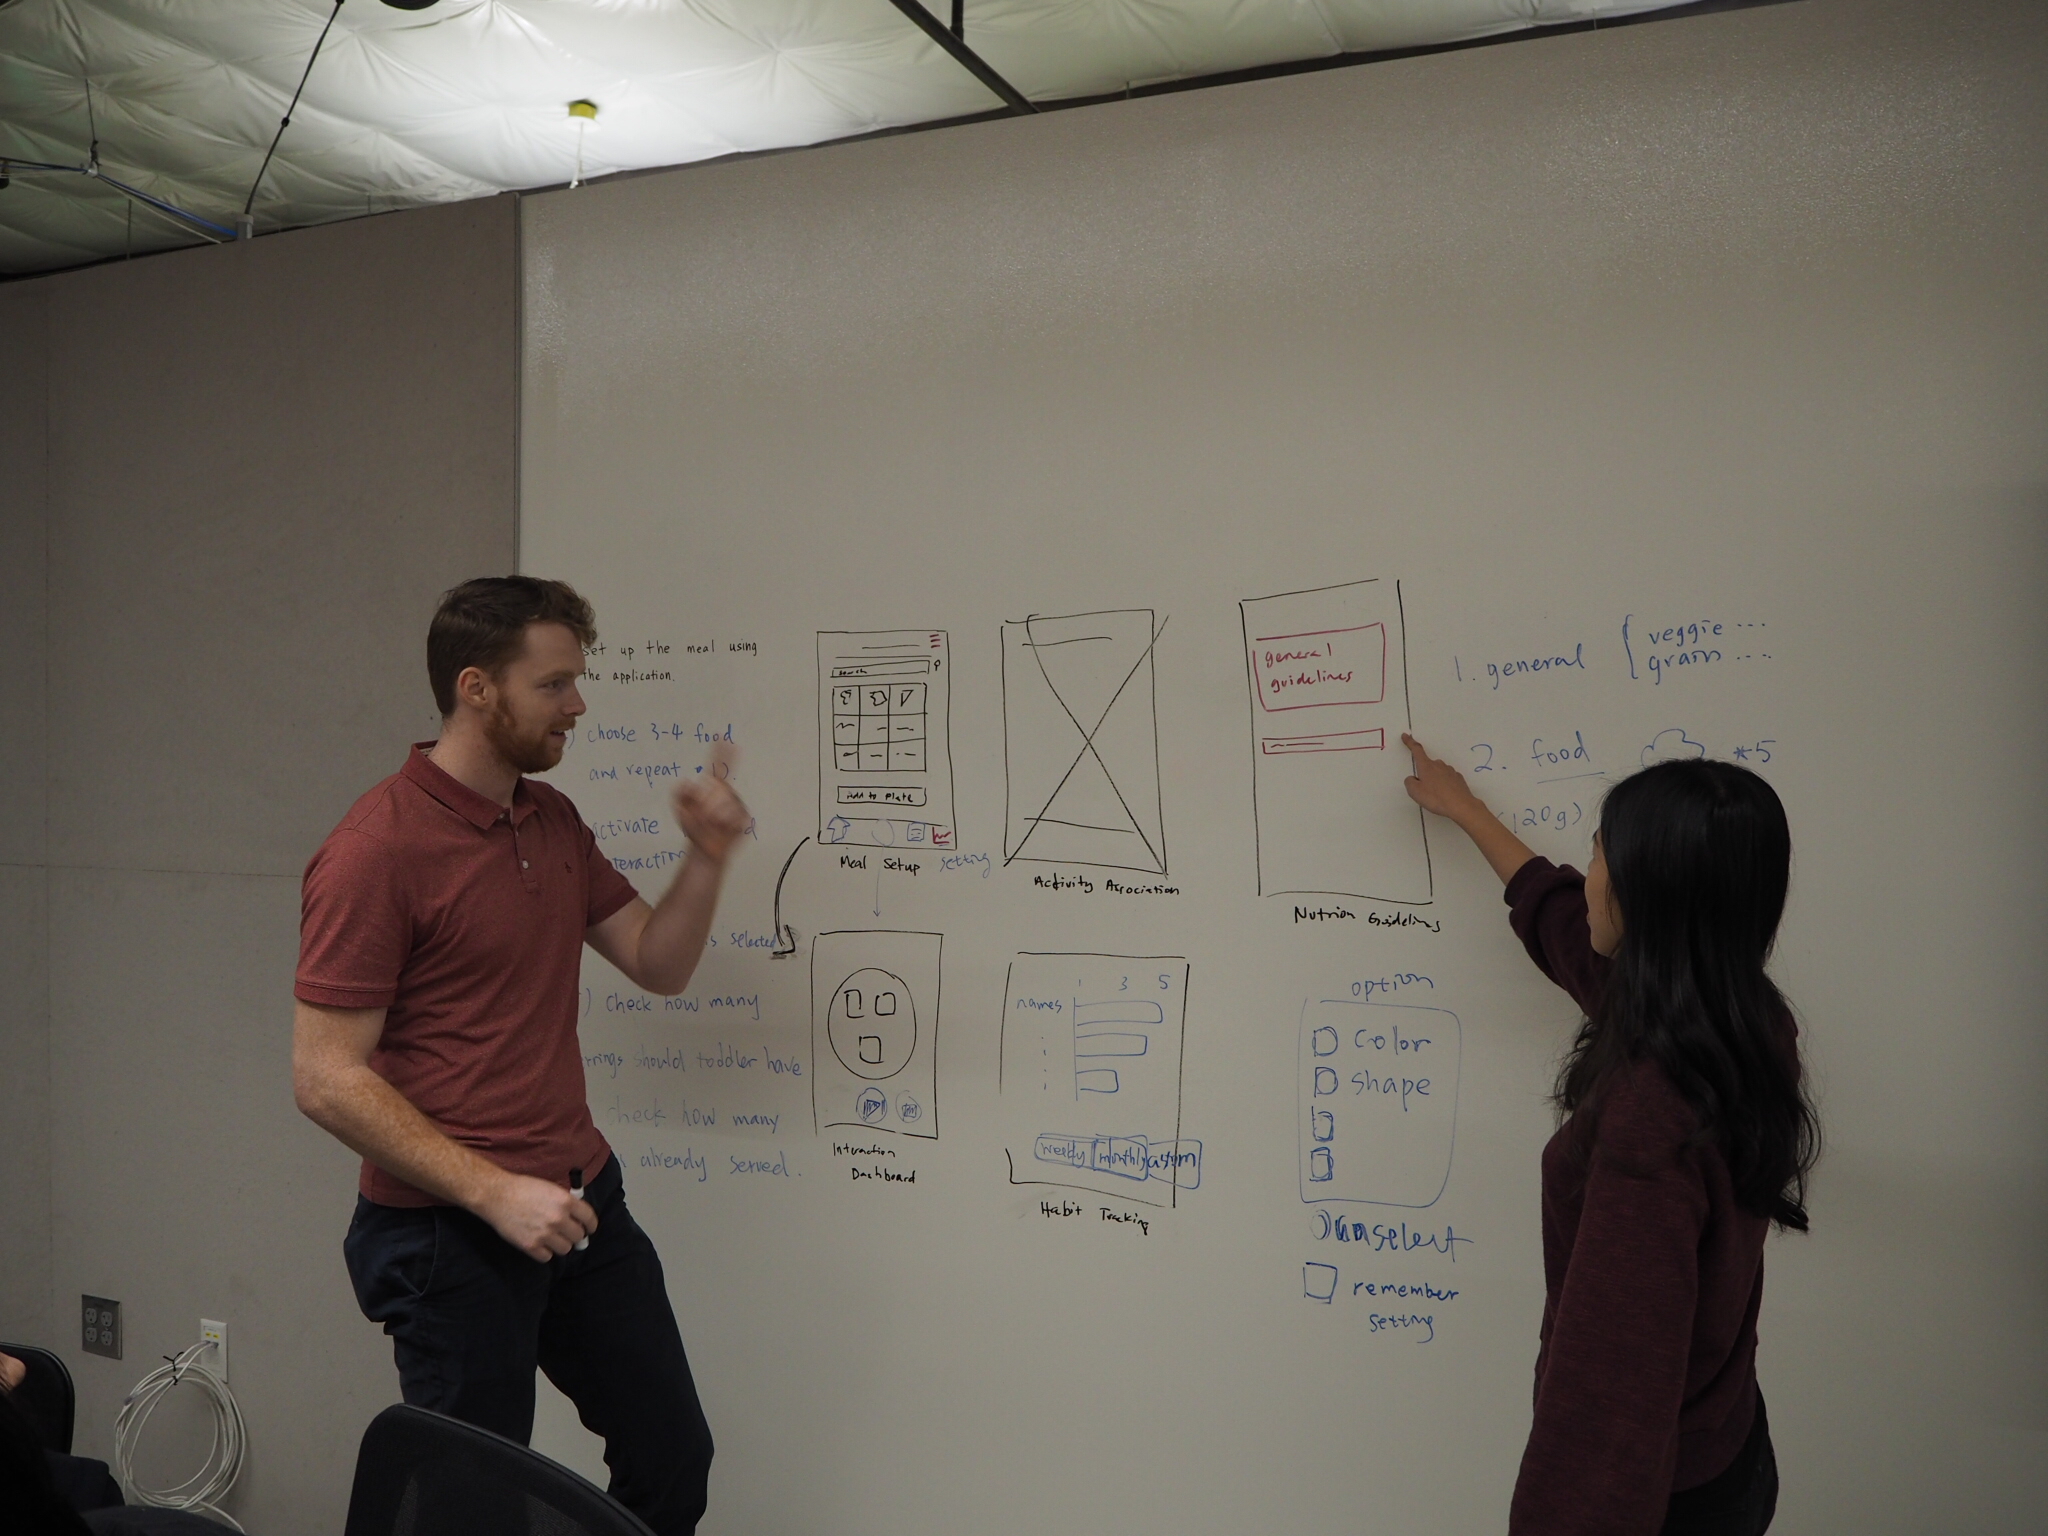 set up the meal using
the application.
choose 3-4 food
and repeat
activate
selected
check how many
should toddler have
check how many
already served.
search
Add to Plate
Meal Setup
setting
Interaction
Dashboard
Activity Association
names
1 3 5
weekly
monthly
Habit Tracking
general
guidelines
Nutrion Guidelins
1. general
veggie ...
grain ....
2. food
*5
(120g)
option
color
shape
unselect
remember
setting